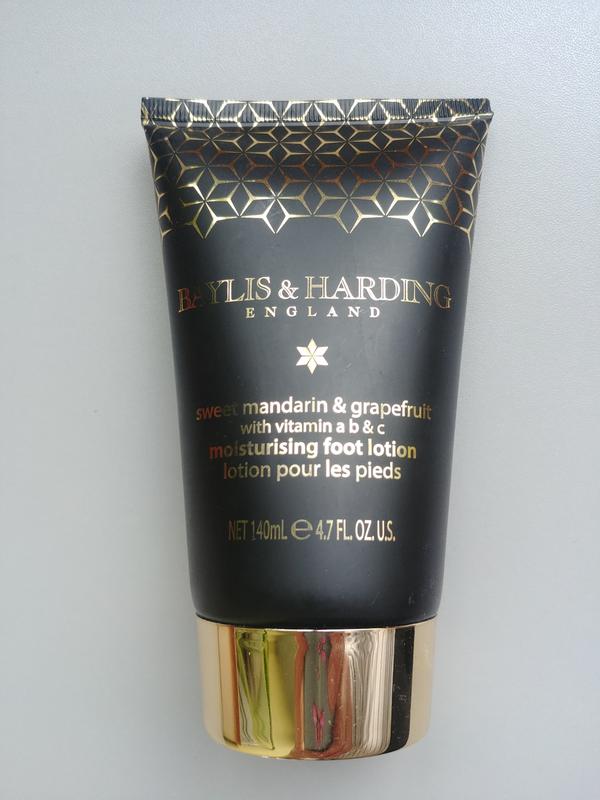 BAYLIS & HARDING
ENGLAND
sweet mandarin & grapefruit
with vitamin a b & c
moisturising foot lotion
lotion pour les pieds
NET 140mL ℮ 4.7 FL. OZ. U.S.